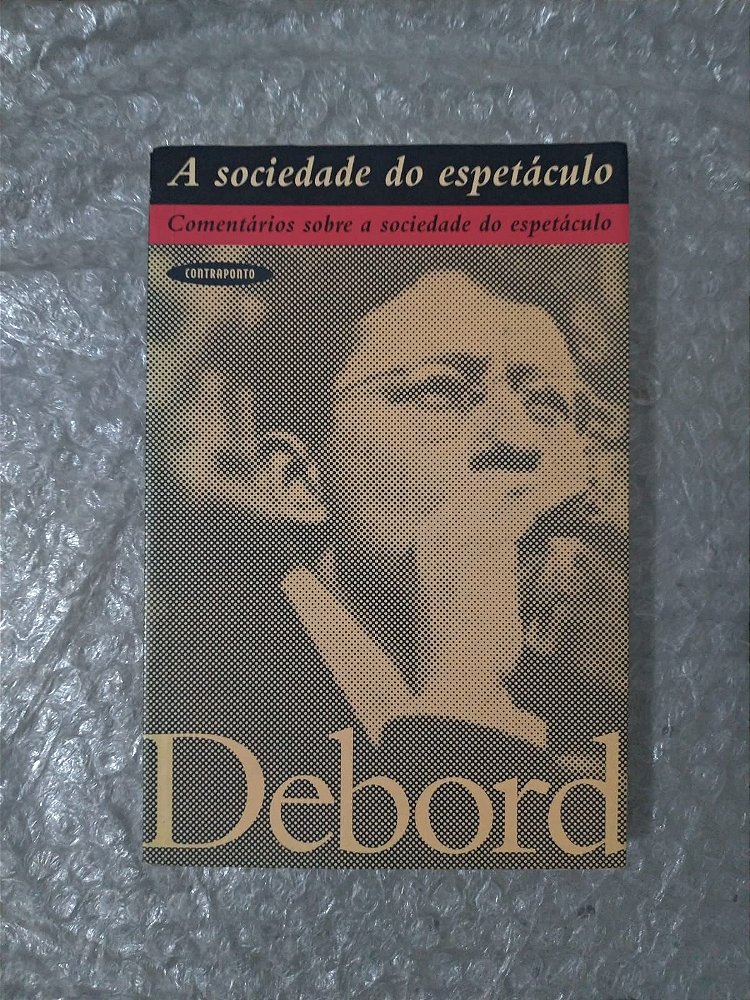 A sociedade do espetáculo
Comentários sobre a sociedade do espetáculo
CONTRAPONTO
Debord